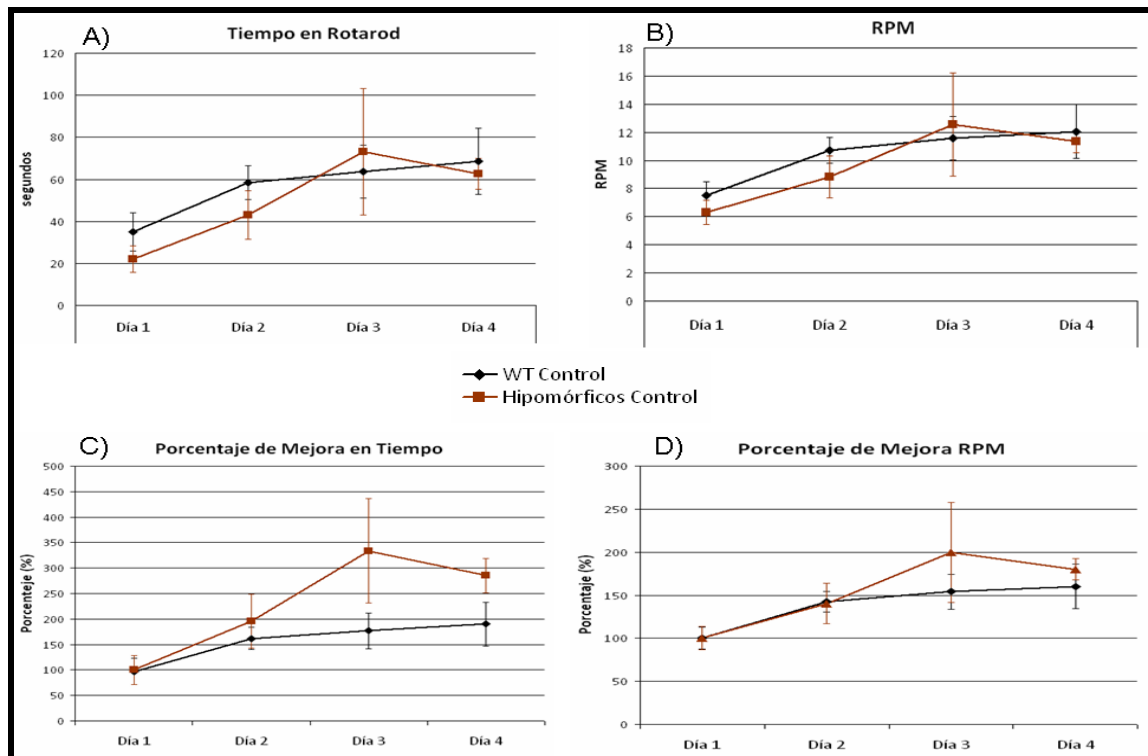 A)
Tiempo en Rotarod
120
100
80
60
40
20
0
segundos
Día 1 Día 2 Día 3 Día 4
B)
RPM
18
16
14
12
10
8
6
4
2
0
RPM
Día 1 Día 2 Día 3 Día 4
WT Control
Hipomórficos Control
C)
Porcentaje de Mejora en Tiempo
500
450
400
350
300
250
200
150
100
50
0
Porcenteje (%)
Día 1 Día 2 Día 3 Día 4
D)
Porcentaje de Mejora RPM
300
250
200
150
100
50
0
Porcentaje (%)
Día 1 Día 2 Día 3 Día 4